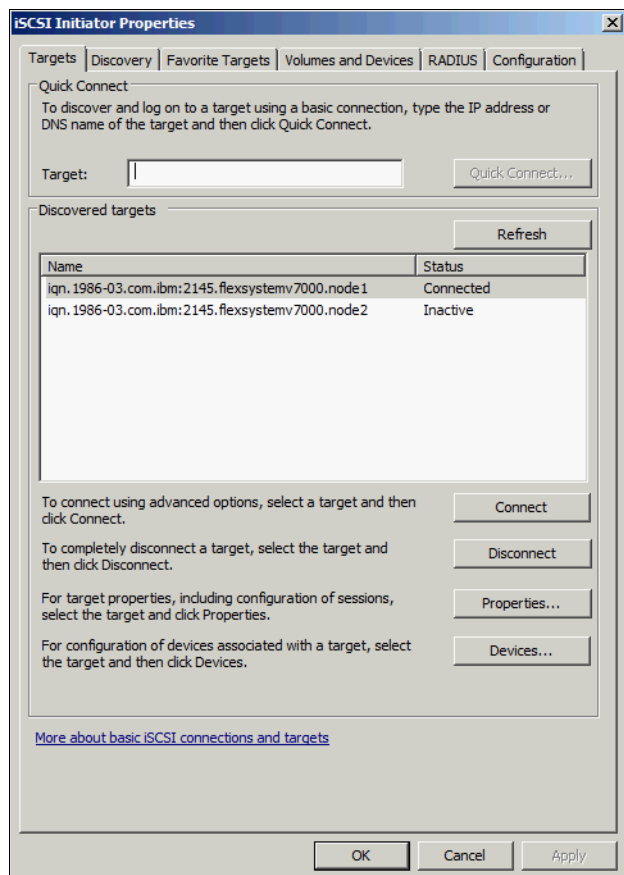 iSCSI Initiator Properties
Targets Discovery Favorite Targets Volumes and Devices RADIUS Configuration
Quick Connect
To discover and log on to a target using a basic connection, type the IP address or
DNS name of the target and then click Quick Connect.
Target: Quick Connect...
Discovered targets
Refresh
Name Status
iqn.1986-03.com.ibm:2145.flexsystemv7000.node1 Connected
iqn.1986-03.com.ibm:2145.flexsystemv7000.node2 Inactive
To connect using advanced options, select a target and then
click Connect.
Connect
To completely disconnect a target, select the target and
then click Disconnect.
Disconnect
For target properties, including configuration of sessions,
select the target and click Properties.
Properties...
For configuration of devices associated with a target, select
the target and then click Devices.
Devices...
More about basic iSCSI connections and targets
OK Cancel Apply